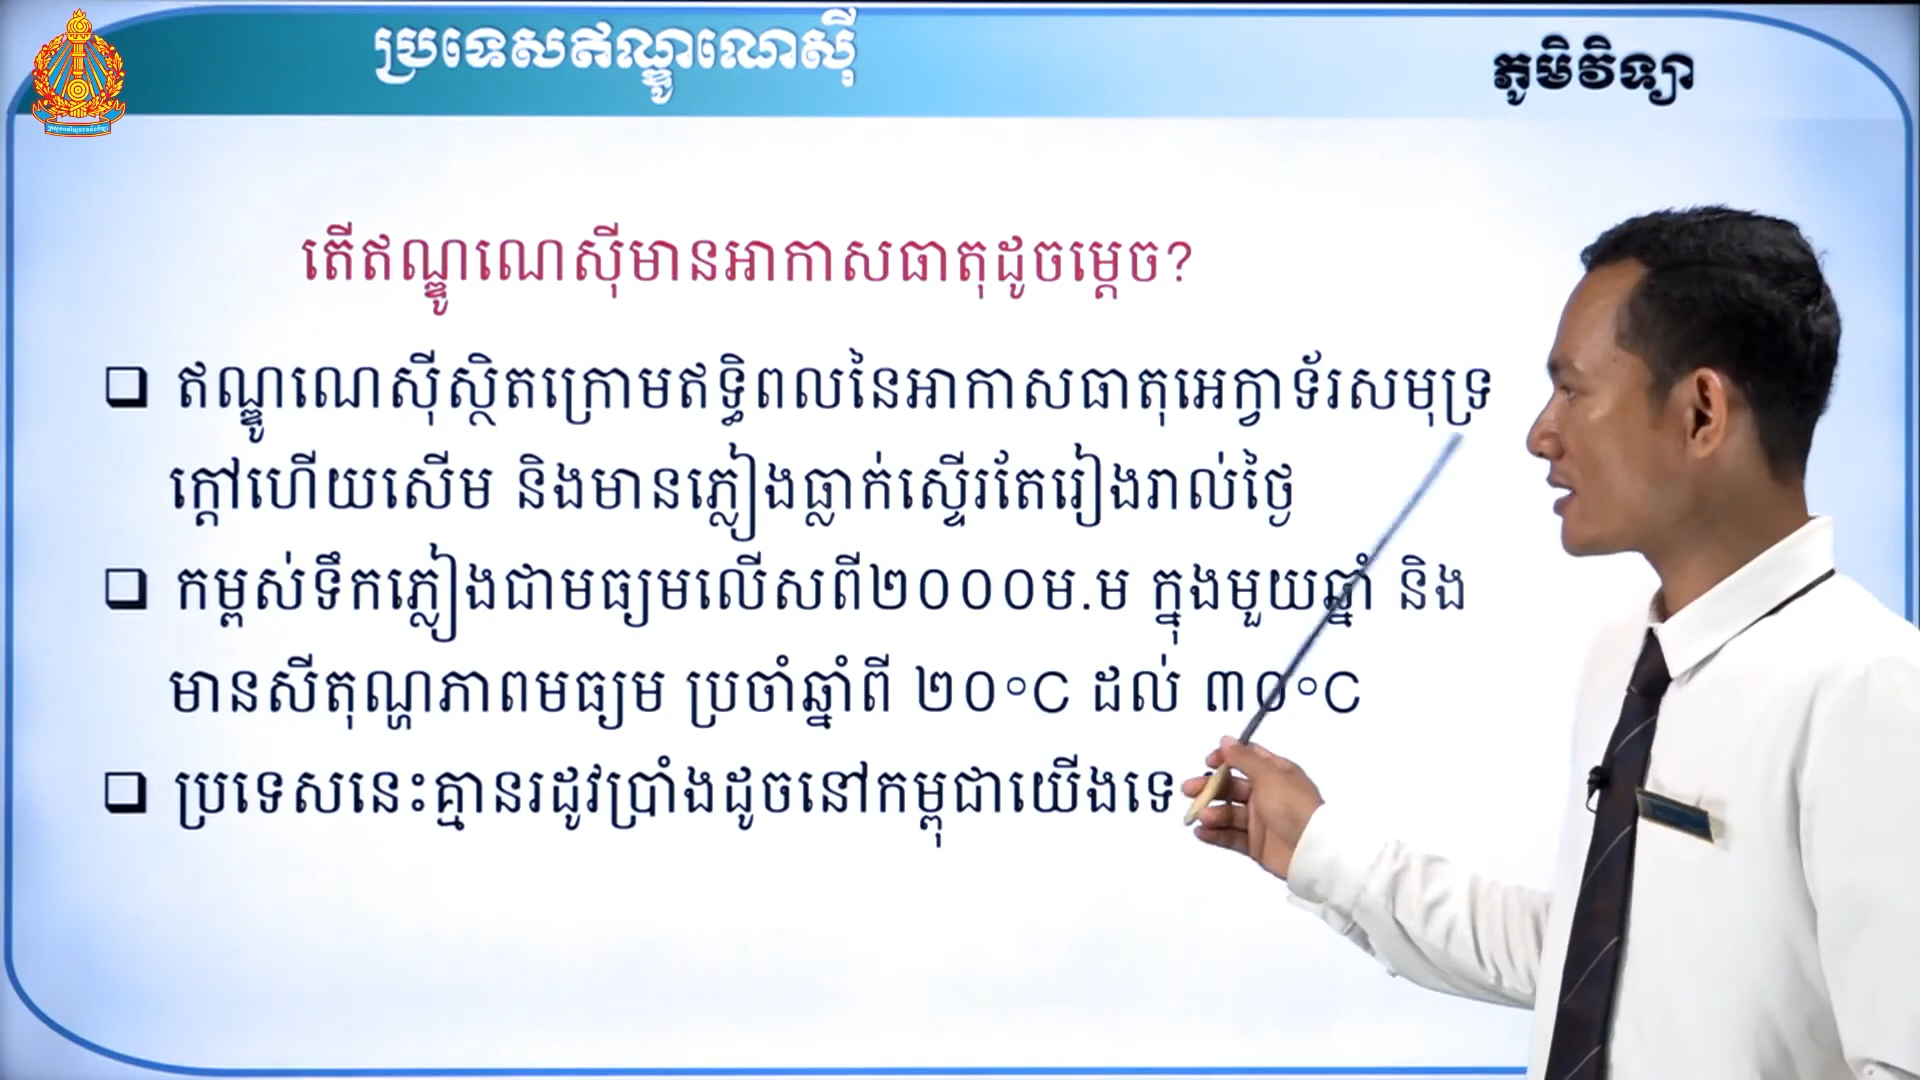 ប្រទេសឥណ្ឌូណេស៊ី
ភូមិវិទ្យា
តើឥណ្ឌូណេស៊ីមានអាកាសធាតុដូចម្ដេច?
❑ ឥណ្ឌូណេស៊ីស្ថិតក្រោមឥទ្ធិពលនៃអាកាសធាតុអេក្វាទ័រសមុទ្រ
ក្ដៅហើយសើម និងមានភ្លៀងធ្លាក់ស្ទើរតែរៀងរាល់ថ្ងៃ
❑ កម្ពស់ទឹកភ្លៀងជាមធ្យមលើសពី២០០០ម.ម ក្នុងមួយឆ្នាំ និង
មានសីតុណ្ហភាពមធ្យម ប្រចាំឆ្នាំពី ២០°C ដល់ ៣០°C
❑ ប្រទេសនេះគ្មានរដូវប្រាំងដូចនៅកម្ពុជាយើងទេ